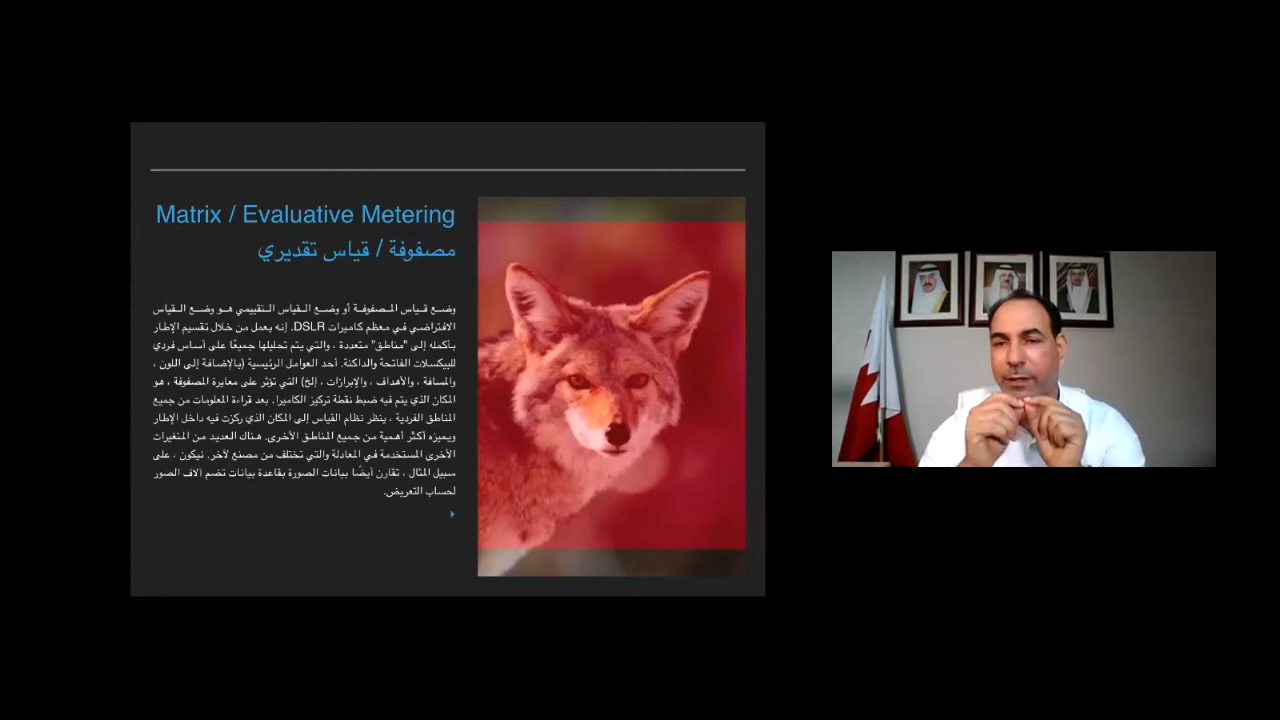 Matrix / Evaluative Metering
مصفوفة / قياس تقديري
وضع قياس المصفوفة أو وضع القياس التقييمي هو وضع القياس
الافتراضي في معظم كاميرات DSLR. إنه يعمل من خلال تقسيم الإطار
بأكمله إلى "مناطق" متعددة ، والتي يتم تحليلها جميعًا على أساس فردي
للبيكسلات الفاتحة والداكنة. أحد العوامل الرئيسية (بالإضافة إلى اللون ،
والمسافة ، والأهداف ، والإبرازات ، إلخ) التي تؤثر على معايرة المصفوفة ، هو
المكان الذي يتم فيه ضبط نقطة تركيز الكاميرا. بعد قراءة المعلومات من جميع
المناطق الفردية ، ينظر نظام القياس إلى المكان الذي ركزت فيه داخل الإطار
ويميزه أكثر أهمية من جميع المناطق الأخرى. هناك العديد من المتغيرات
الأخرى المستخدمة في المعادلة والتي تختلف من مصنع لآخر. نيكون ، على
سبيل المثال ، تقارن أيضًا بيانات الصورة بقاعدة بيانات تضم آلاف الصور
لحساب التعريض.